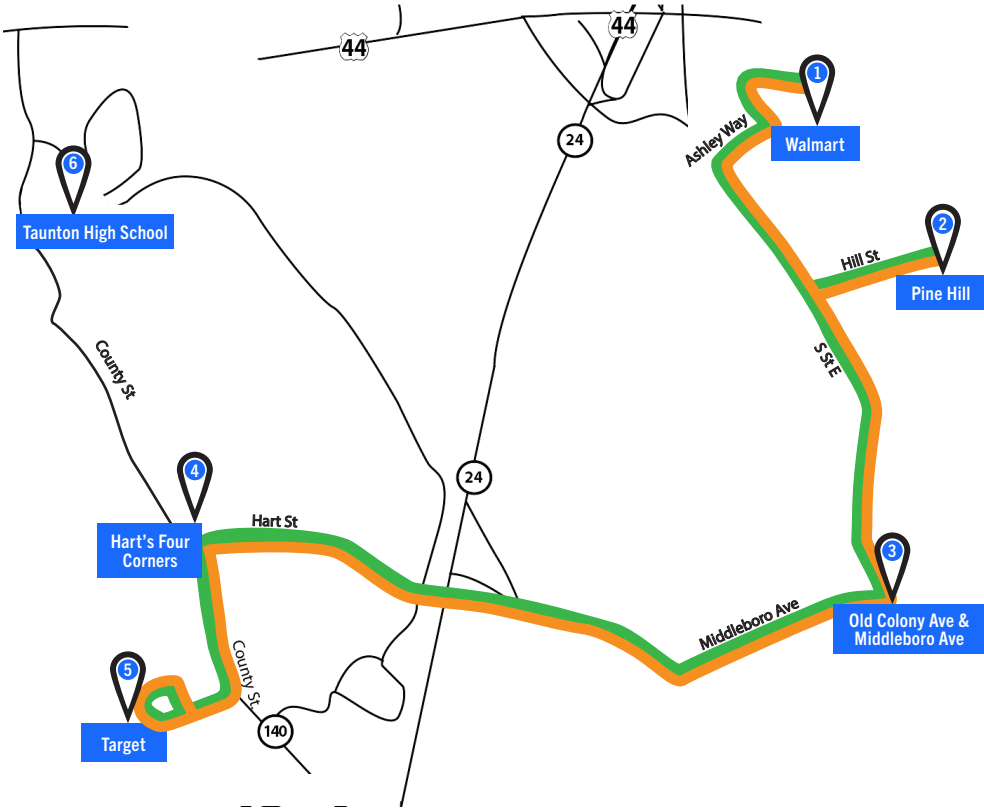 44
44
1
Walmart
Ashley Way
24
6
Taunton High School
2
Hill St
Pine Hill
S St E
County St
4
24
Hart's Four
Corners
Hart St
3
Old Colony Ave &
Middleboro Ave
Middleboro Ave
County St.
5
Target
140